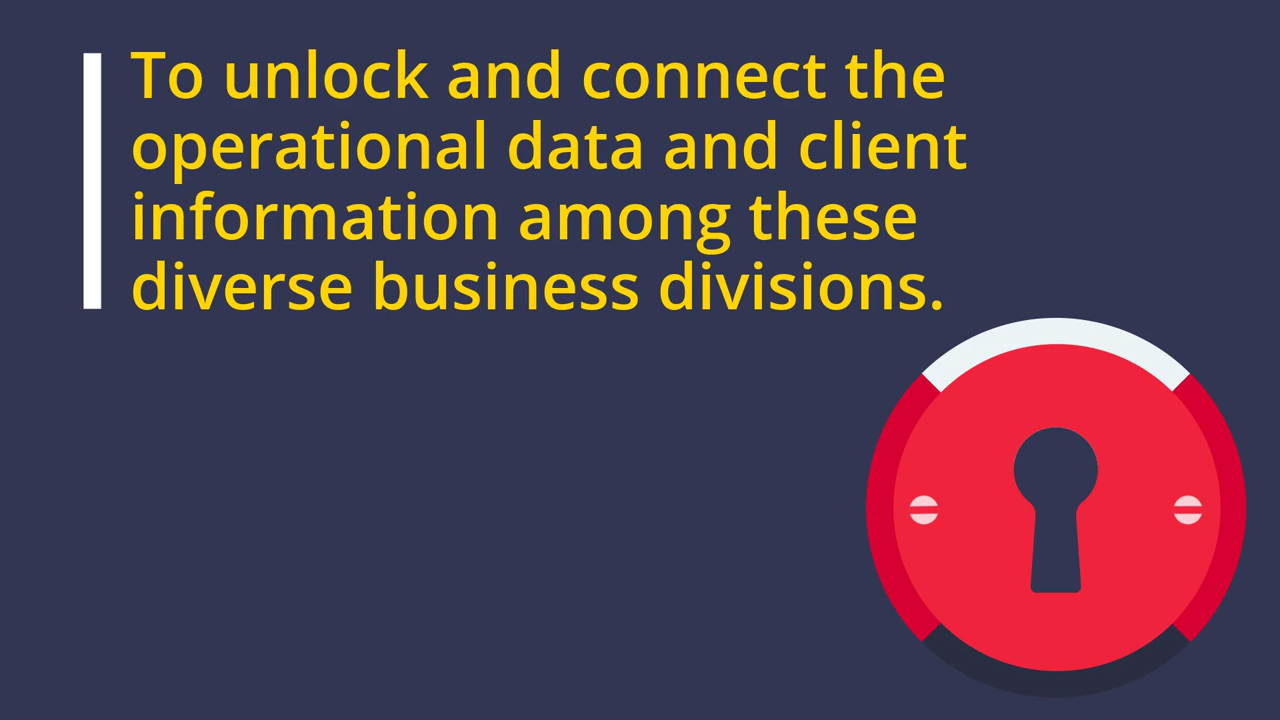 To unlock and connect the
operational data and client
information among these
diverse business divisions.